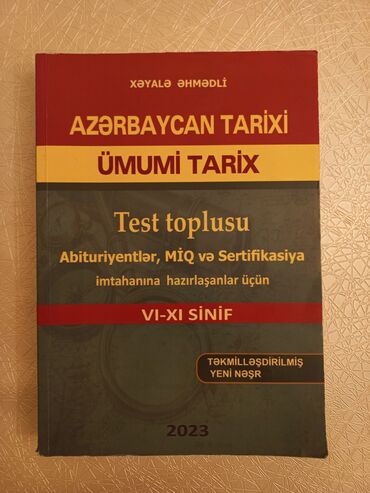 XƏYALƏ ƏHMƏDLİ
AZƏRBAYCAN TARİXİ
ÜMUMİ TARİX
Test toplusu
Abituriyentlər, MİQ və Sertifikasiya
imtahanına hazırlaşanlar üçün
VI-XI SİNİF
TƏKMİLLƏŞDİRİLMİŞ
YENİ NƏŞR
2023